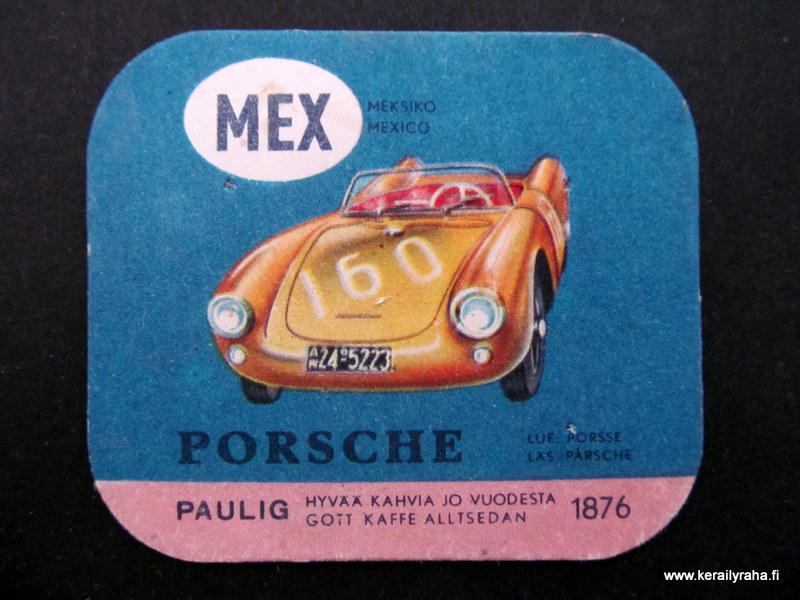 MEX
MEKSIKO
MEXICO
160
24-5223
PORSCHE
LUE: PORSSE
LÄS: PÅRSCHE
PAULIG HYVÄÄ KAHVIA JO VUODESTA 1876
GOTT KAFFE ALLTSEDAN
www.kerailyraha.fi